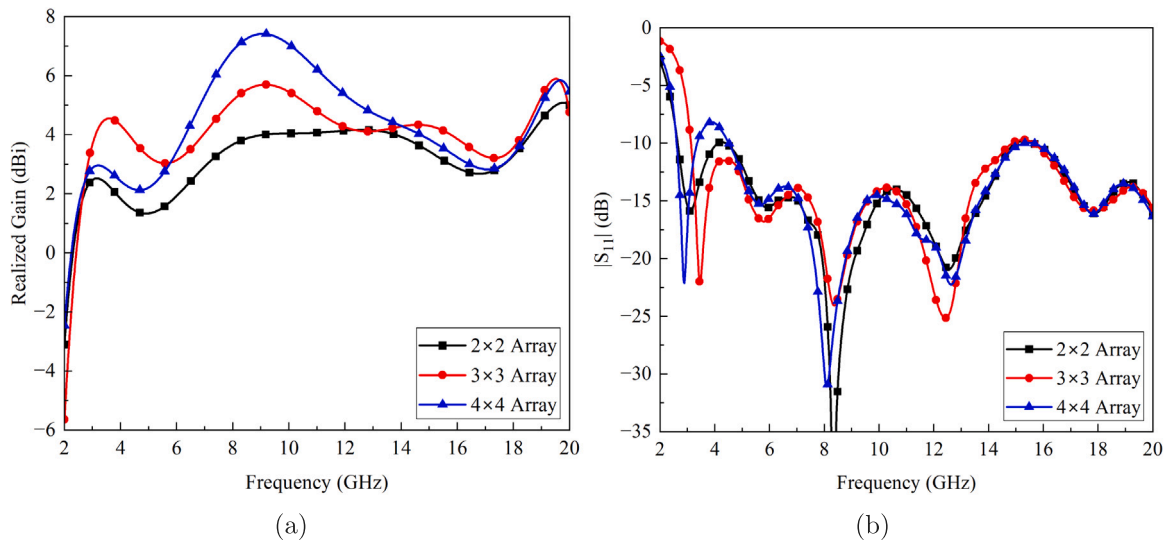 8
6
4
2
0
−2
−4
−6
Realized Gain (dBi)
2×2 Array
3×3 Array
4×4 Array
2 4 6 8 10 12 14 16 18 20
Frequency (GHz)
(a)
0
−5
−10
−15
−20
−25
−30
−35
|S11| (dB)
2×2 Array
3×3 Array
4×4 Array
2 4 6 8 10 12 14 16 18 20
Frequency (GHz)
(b)